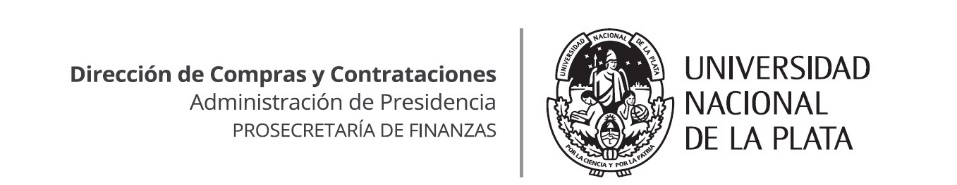 Dirección de Compras y Contrataciones
Administración de Presidencia
PROSECRETARÍA DE FINANZAS
UNIVERSIDAD NACIONAL DE LA PLATA
POR LA CIENCIA Y POR LA PATRIA
UNIVERSIDAD
NACIONAL
DE LA PLATA